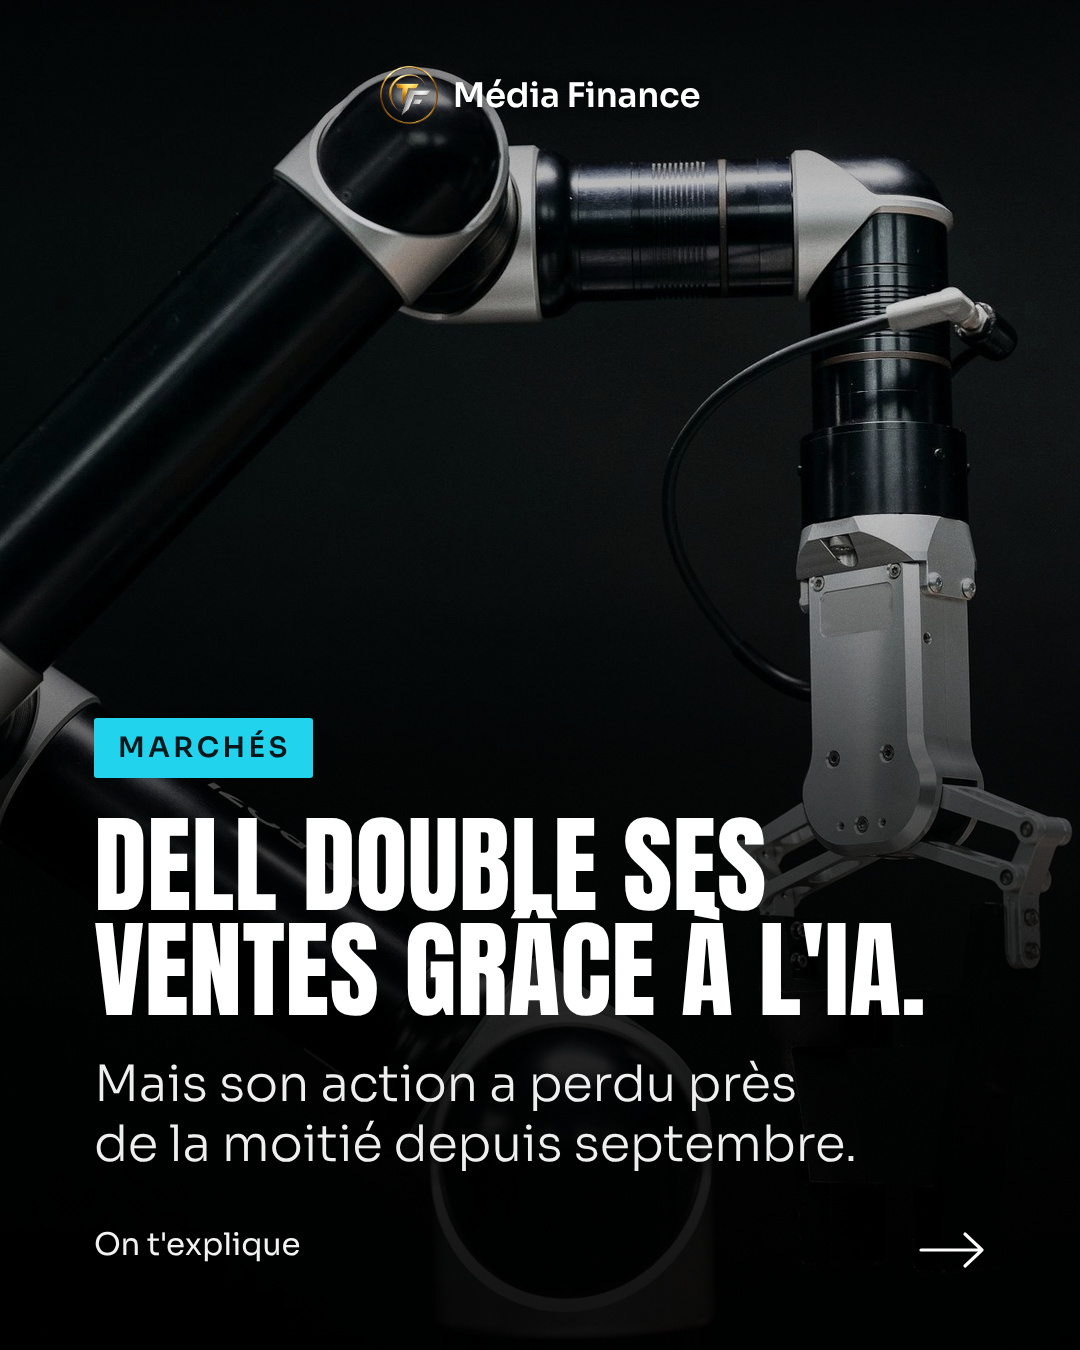 Média Finance
MARCHÉS
DELL DOUBLE SES
VENTES GRÂCE À L'IA.
Mais son action a perdu près
de la moitié depuis septembre.
On t'explique